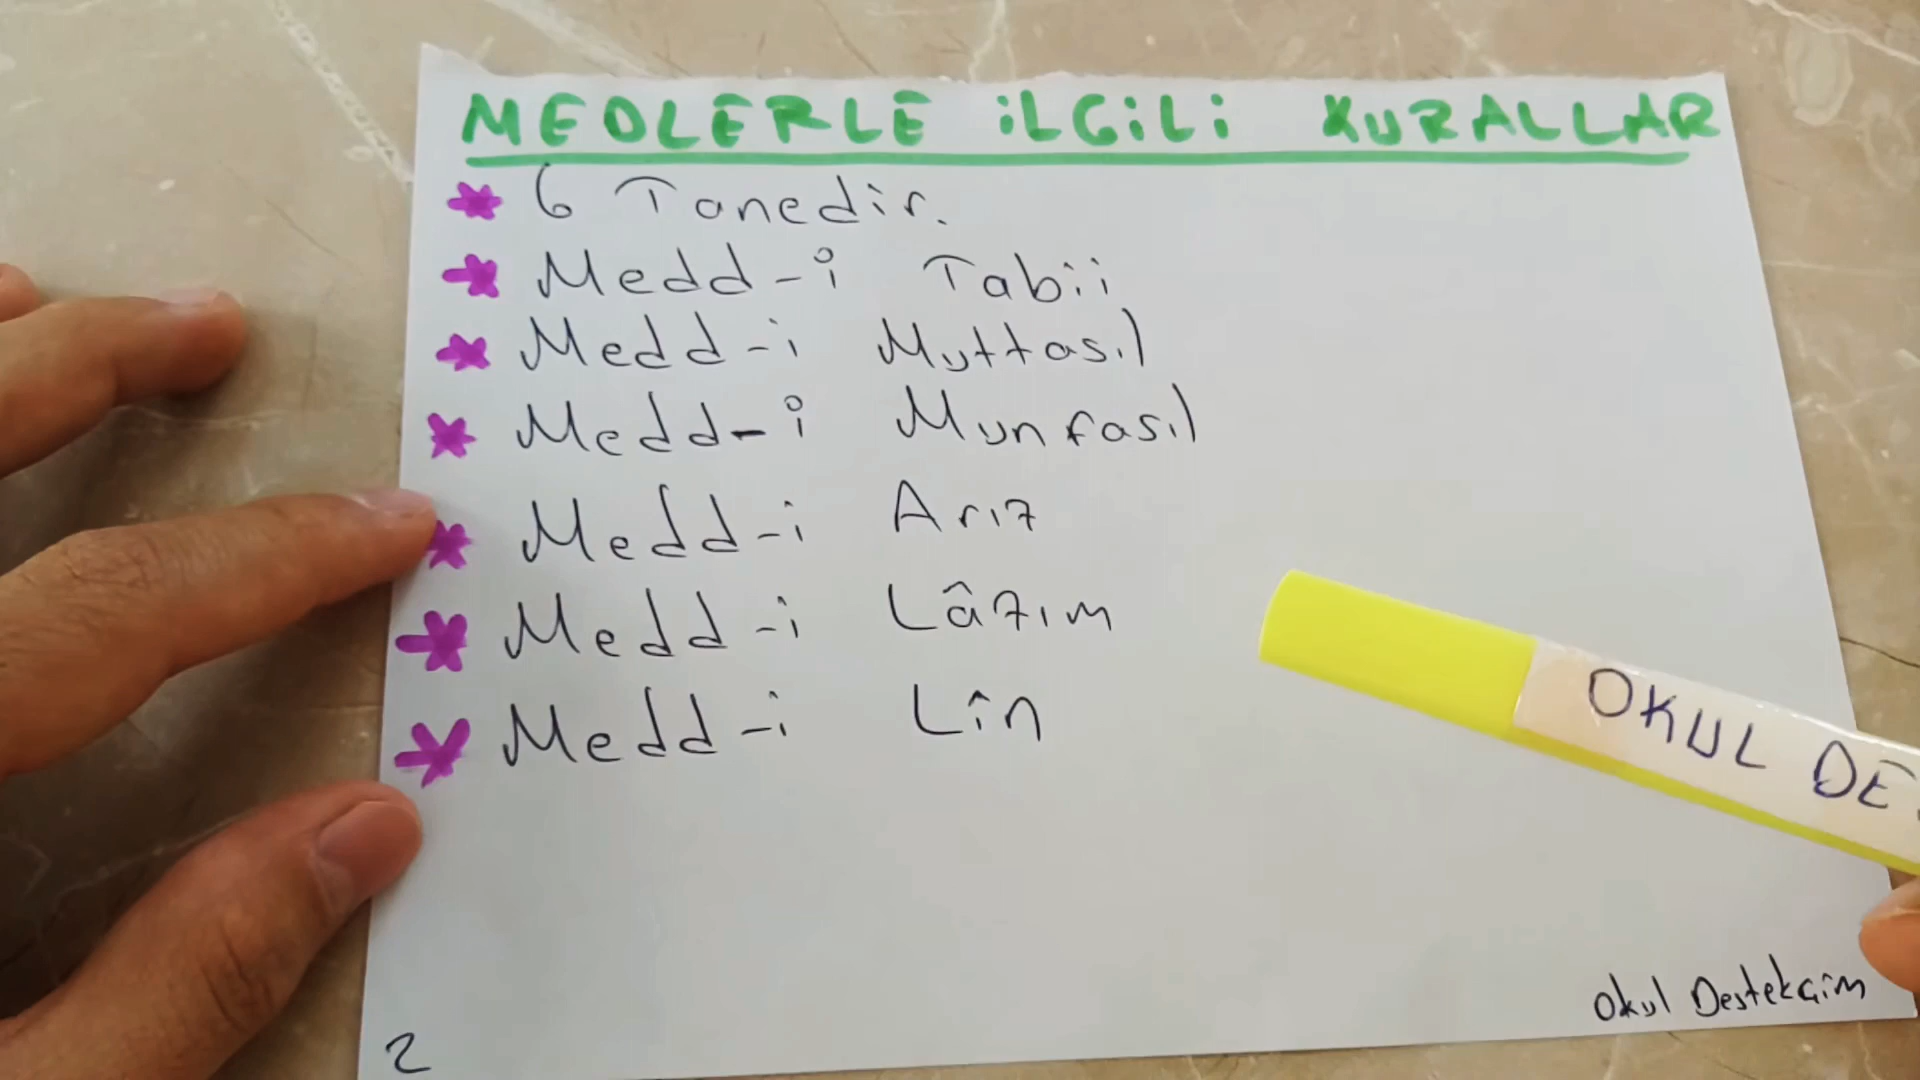 MEDLERLE İLGİLİ KURALLAR
6 Tanedir.
Medd-i Tabii
Medd-i Muttasıl
Medd-i Munfasıl
Medd-i Arız
Medd-i Lâzım
Medd-i Lîn
OKUL DE
Okul Destekçim
2